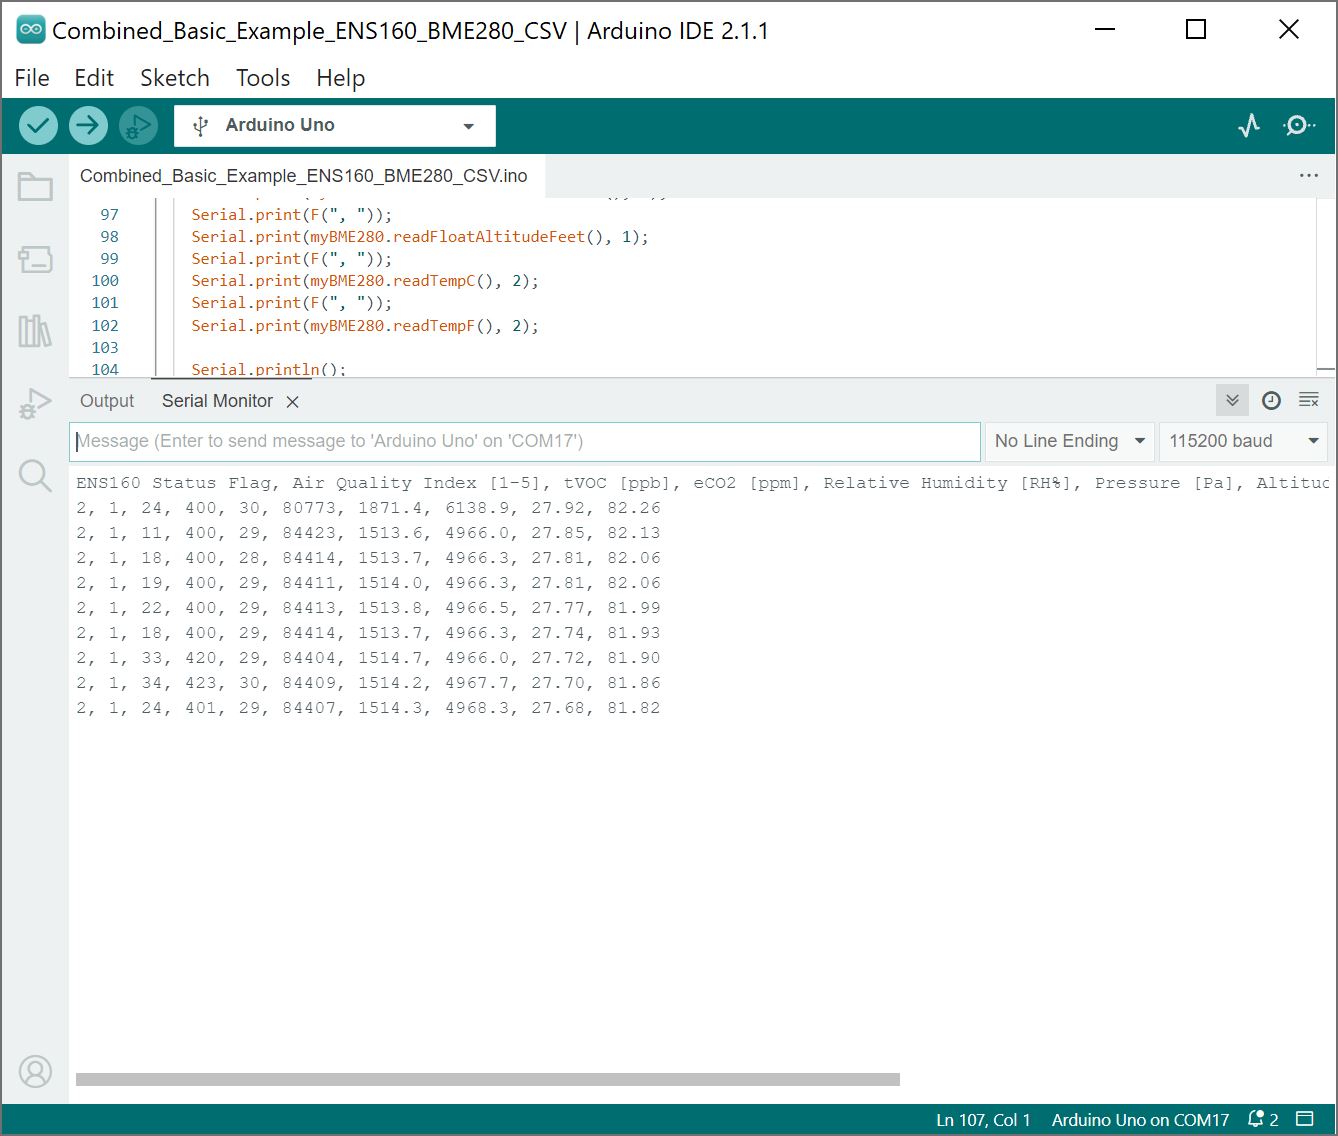 Combined_Basic_Example_ENS160_BME280_CSV | Arduino IDE 2.1.1
File Edit Sketch Tools Help
Arduino Uno
Combined_Basic_Example_ENS160_BME280_CSV.ino
97 Serial.print(F(", "));
98 Serial.print(myBME280.readFloatAltitudeFeet(), 1);
99 Serial.print(F(", "));
100 Serial.print(myBME280.readTempC(), 2);
101 Serial.print(F(", "));
102 Serial.print(myBME280.readTempF(), 2);
103
104 Serial.println();
Output Serial Monitor
Message (Enter to send message to 'Arduino Uno' on 'COM17') No Line Ending 115200 baud
ENS160 Status Flag, Air Quality Index [1-5], tVOC [ppb], eCO2 [ppm], Relative Humidity [RH%], Pressure [Pa], Altitud
2, 1, 24, 400, 30, 80773, 1871.4, 6138.9, 27.92, 82.26
2, 1, 11, 400, 29, 84423, 1513.6, 4966.0, 27.85, 82.13
2, 1, 18, 400, 28, 84414, 1513.7, 4966.3, 27.81, 82.06
2, 1, 19, 400, 29, 84411, 1514.0, 4966.3, 27.81, 82.06
2, 1, 22, 400, 29, 84413, 1513.8, 4966.5, 27.77, 81.99
2, 1, 18, 400, 29, 84414, 1513.7, 4966.3, 27.74, 81.93
2, 1, 33, 420, 29, 84404, 1514.7, 4966.0, 27.72, 81.90
2, 1, 34, 423, 30, 84409, 1514.2, 4967.7, 27.70, 81.86
2, 1, 24, 401, 29, 84407, 1514.3, 4968.3, 27.68, 81.82
Ln 107, Col 1 Arduino Uno on COM17 2